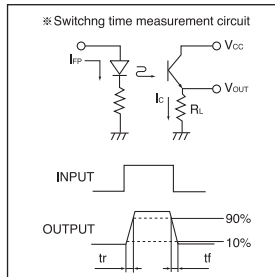 ※Switchng time measurement circuit
VCC
IFP
VOUT
IC
RL
INPUT
OUTPUT
90%
10%
tr
tf